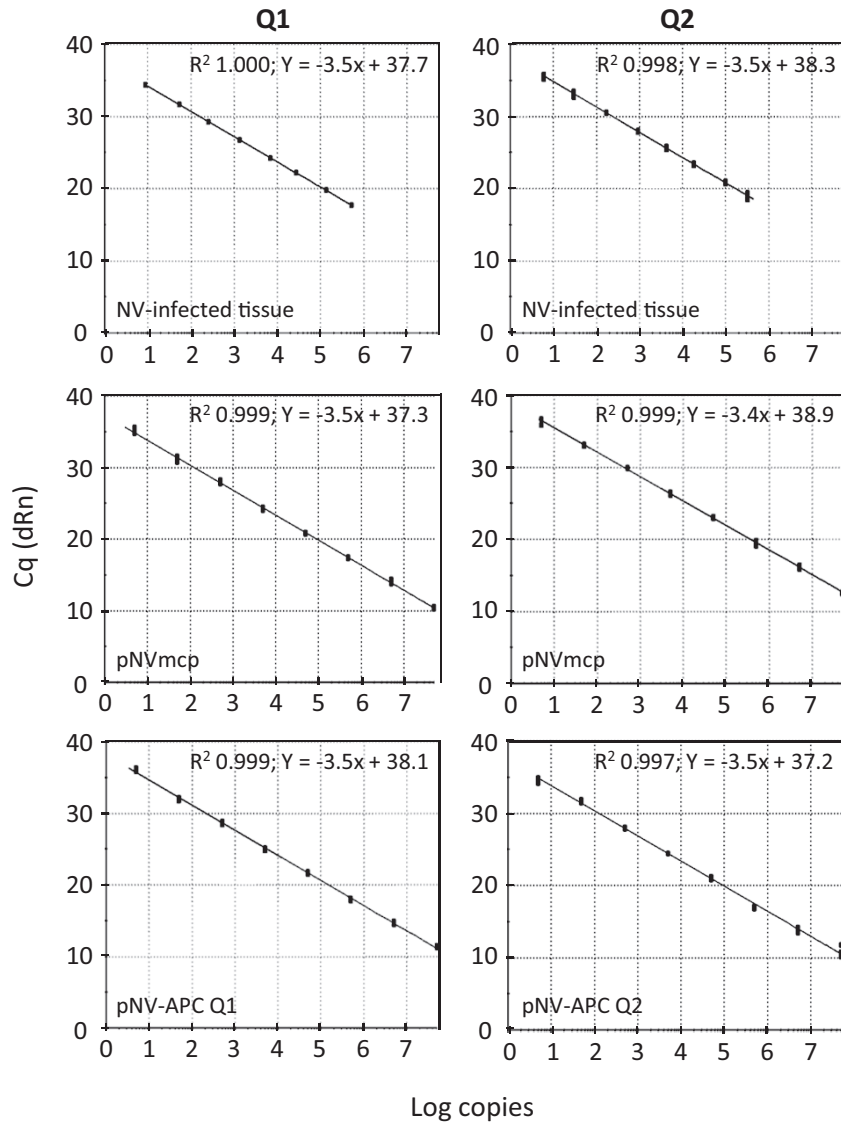 Q1 Q2
40 R² 1.000; Y = -3.5x + 37.7 40 R² 0.998; Y = -3.5x + 38.3
30 30
20 20
10 10
NV-infected tissue NV-infected tissue
0 0
0 1 2 3 4 5 6 7 0 1 2 3 4 5 6 7
40 R² 0.999; Y = -3.5x + 37.3 40 R² 0.999; Y = -3.4x + 38.9
30 30
Cq (dRn)
20 20
10 10
pNVmcp pNVmcp
0 0
0 1 2 3 4 5 6 7 0 1 2 3 4 5 6 7
40 R² 0.999; Y = -3.5x + 38.1 40 R² 0.997; Y = -3.5x + 37.2
30 30
20 20
10 10
pNV-APC Q1 pNV-APC Q2
0 0
0 1 2 3 4 5 6 7 0 1 2 3 4 5 6 7
Log copies